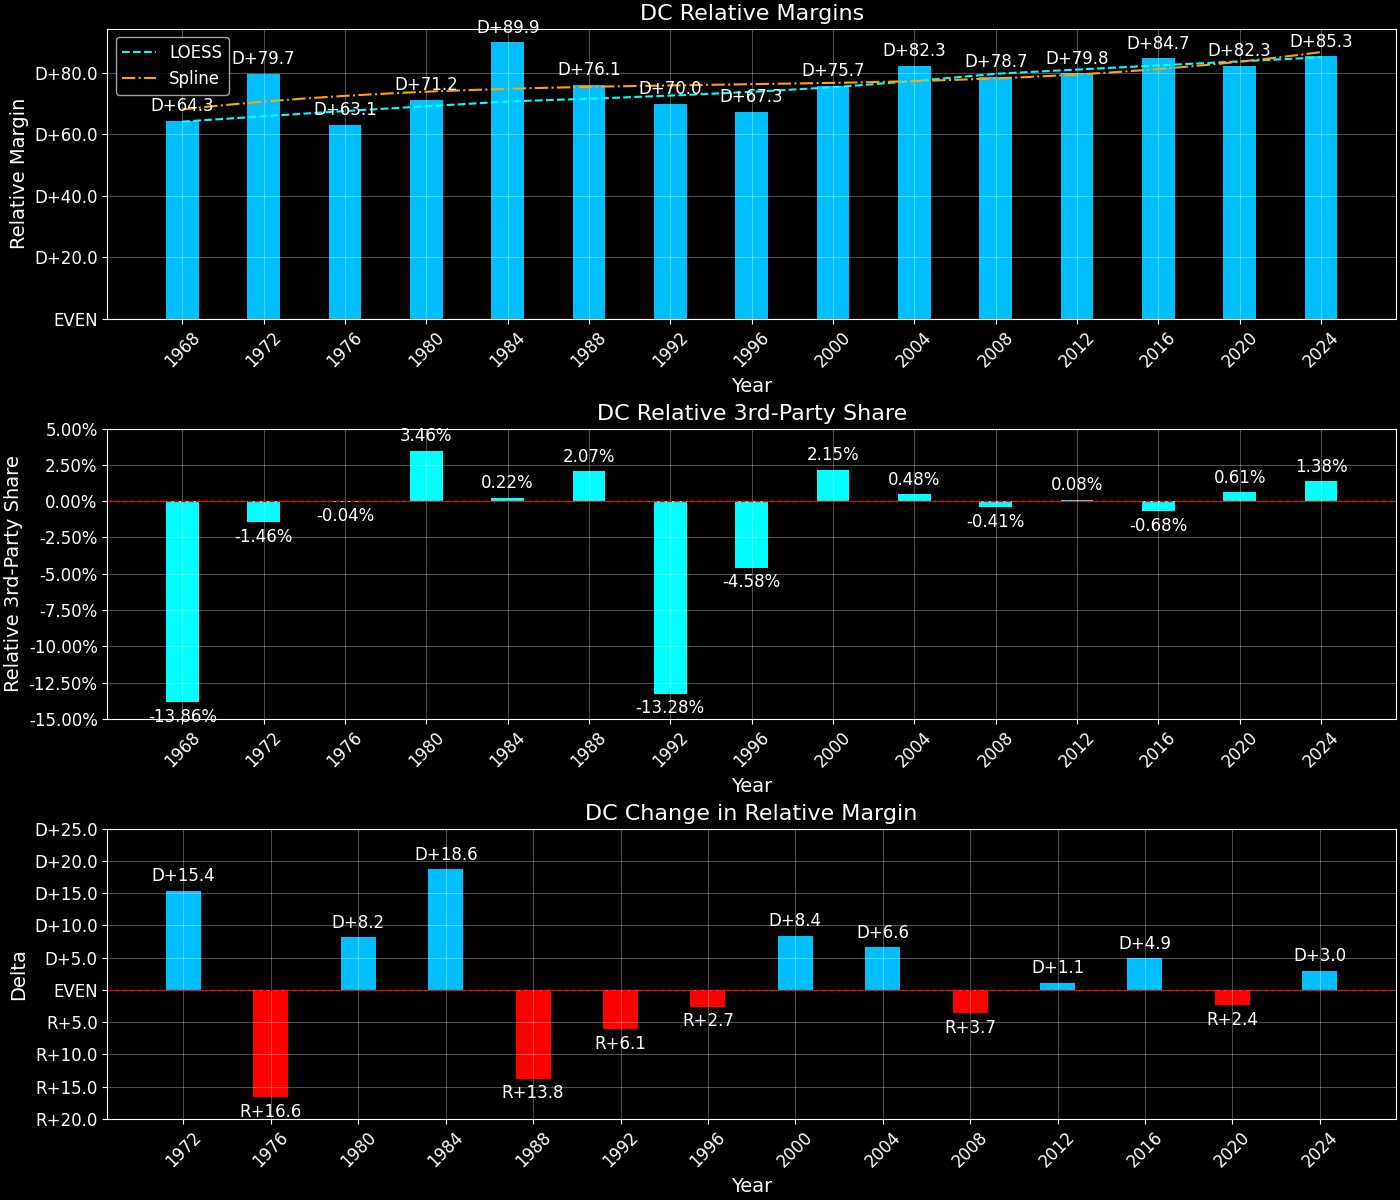 DC Relative Margins
Relative Margin
D+80.0
D+60.0
D+40.0
D+20.0
EVEN
LOESS
Spline
D+64.3
D+79.7
D+63.1
D+71.2
D+89.9
D+76.1
D+70.0
D+67.3
D+75.7
D+82.3
D+78.7
D+79.8
D+84.7
D+82.3
D+85.3
1968
1972
1976
1980
1984
1988
1992
1996
2000
2004
2008
2012
2016
2020
2024
Year
DC Relative 3rd-Party Share
Relative 3rd-Party Share
5.00%
2.50%
0.00%
-2.50%
-5.00%
-7.50%
-10.00%
-12.50%
-15.00%
-13.86%
-1.46%
-0.04%
3.46%
0.22%
2.07%
-13.28%
-4.58%
2.15%
0.48%
-0.41%
0.08%
-0.68%
0.61%
1.38%
1968
1972
1976
1980
1984
1988
1992
1996
2000
2004
2008
2012
2016
2020
2024
Year
DC Change in Relative Margin
Delta
D+25.0
D+20.0
D+15.0
D+10.0
D+5.0
EVEN
R+5.0
R+10.0
R+15.0
R+20.0
D+15.4
R+16.6
D+8.2
D+18.6
R+13.8
R+6.1
R+2.7
D+8.4
D+6.6
R+3.7
D+1.1
D+4.9
R+2.4
D+3.0
1972
1976
1980
1984
1988
1992
1996
2000
2004
2008
2012
2016
2020
2024
Year